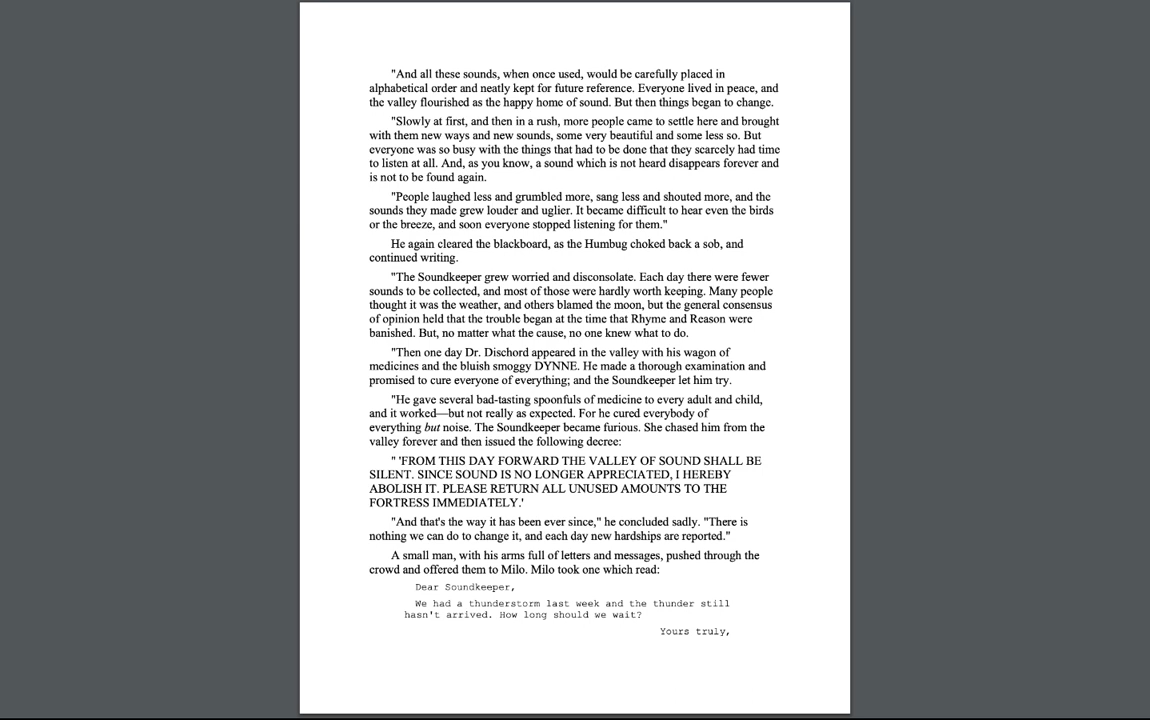 "And all these sounds, when once used, would be carefully placed in
alphabetical order and neatly kept for future reference. Everyone lived in peace, and
the valley flourished as the happy home of sound. But then things began to change.
"Slowly at first, and then in a rush, more people came to settle here and brought
with them new ways and new sounds, some very beautiful and some less so. But
everyone was so busy with the things that had to be done that they scarcely had time
to listen at all. And, as you know, a sound which is not heard disappears forever and
is not to be found again.
"People laughed less and grumbled more, sang less and shouted more, and the
sounds they made grew louder and uglier. It became difficult to hear even the birds
or the breeze, and soon everyone stopped listening for them."
He again cleared the blackboard, as the Humbug choked back a sob, and
continued writing.
"The Soundkeeper grew worried and disconsolate. Each day there were fewer
sounds to be collected, and most of those were hardly worth keeping. Many people
thought it was the weather, and others blamed the moon, but the general consensus
of opinion held that the trouble began at the time that Rhyme and Reason were
banished. But, no matter what the cause, no one knew what to do.
"Then one day Dr. Dischord appeared in the valley with his wagon of
medicines and the bluish smoggy DYNNE. He made a thorough examination and
promised to cure everyone of everything; and the Soundkeeper let him try.
"He gave several bad-tasting spoonfuls of medicine to every adult and child,
and it worked—but not really as expected. For he cured everybody of
everything but noise. The Soundkeeper became furious. She chased him from the
valley forever and then issued the following decree:
" 'FROM THIS DAY FORWARD THE VALLEY OF SOUND SHALL BE
SILENT. SINCE SOUND IS NO LONGER APPRECIATED, I HEREBY
ABOLISH IT. PLEASE RETURN ALL UNUSED AMOUNTS TO THE
FORTRESS IMMEDIATELY.'
"And that's the way it has been ever since," he concluded sadly. "There is
nothing we can do to change it, and each day new hardships are reported."
A small man, with his arms full of letters and messages, pushed through the
crowd and offered them to Milo. Milo took one which read:
Dear Soundkeeper,
We had a thunderstorm last week and the thunder still
hasn't arrived. How long should we wait?
Yours truly,